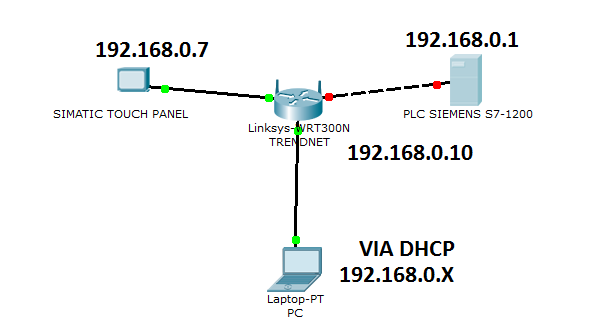 192.168.0.7
192.168.0.1
SIMATIC TOUCH PANEL
PLC SIEMENS S7-1200
Linksys-WRT300N
TRENDNET
192.168.0.10
VIA DHCP
192.168.0.X
Laptop-PT
PC